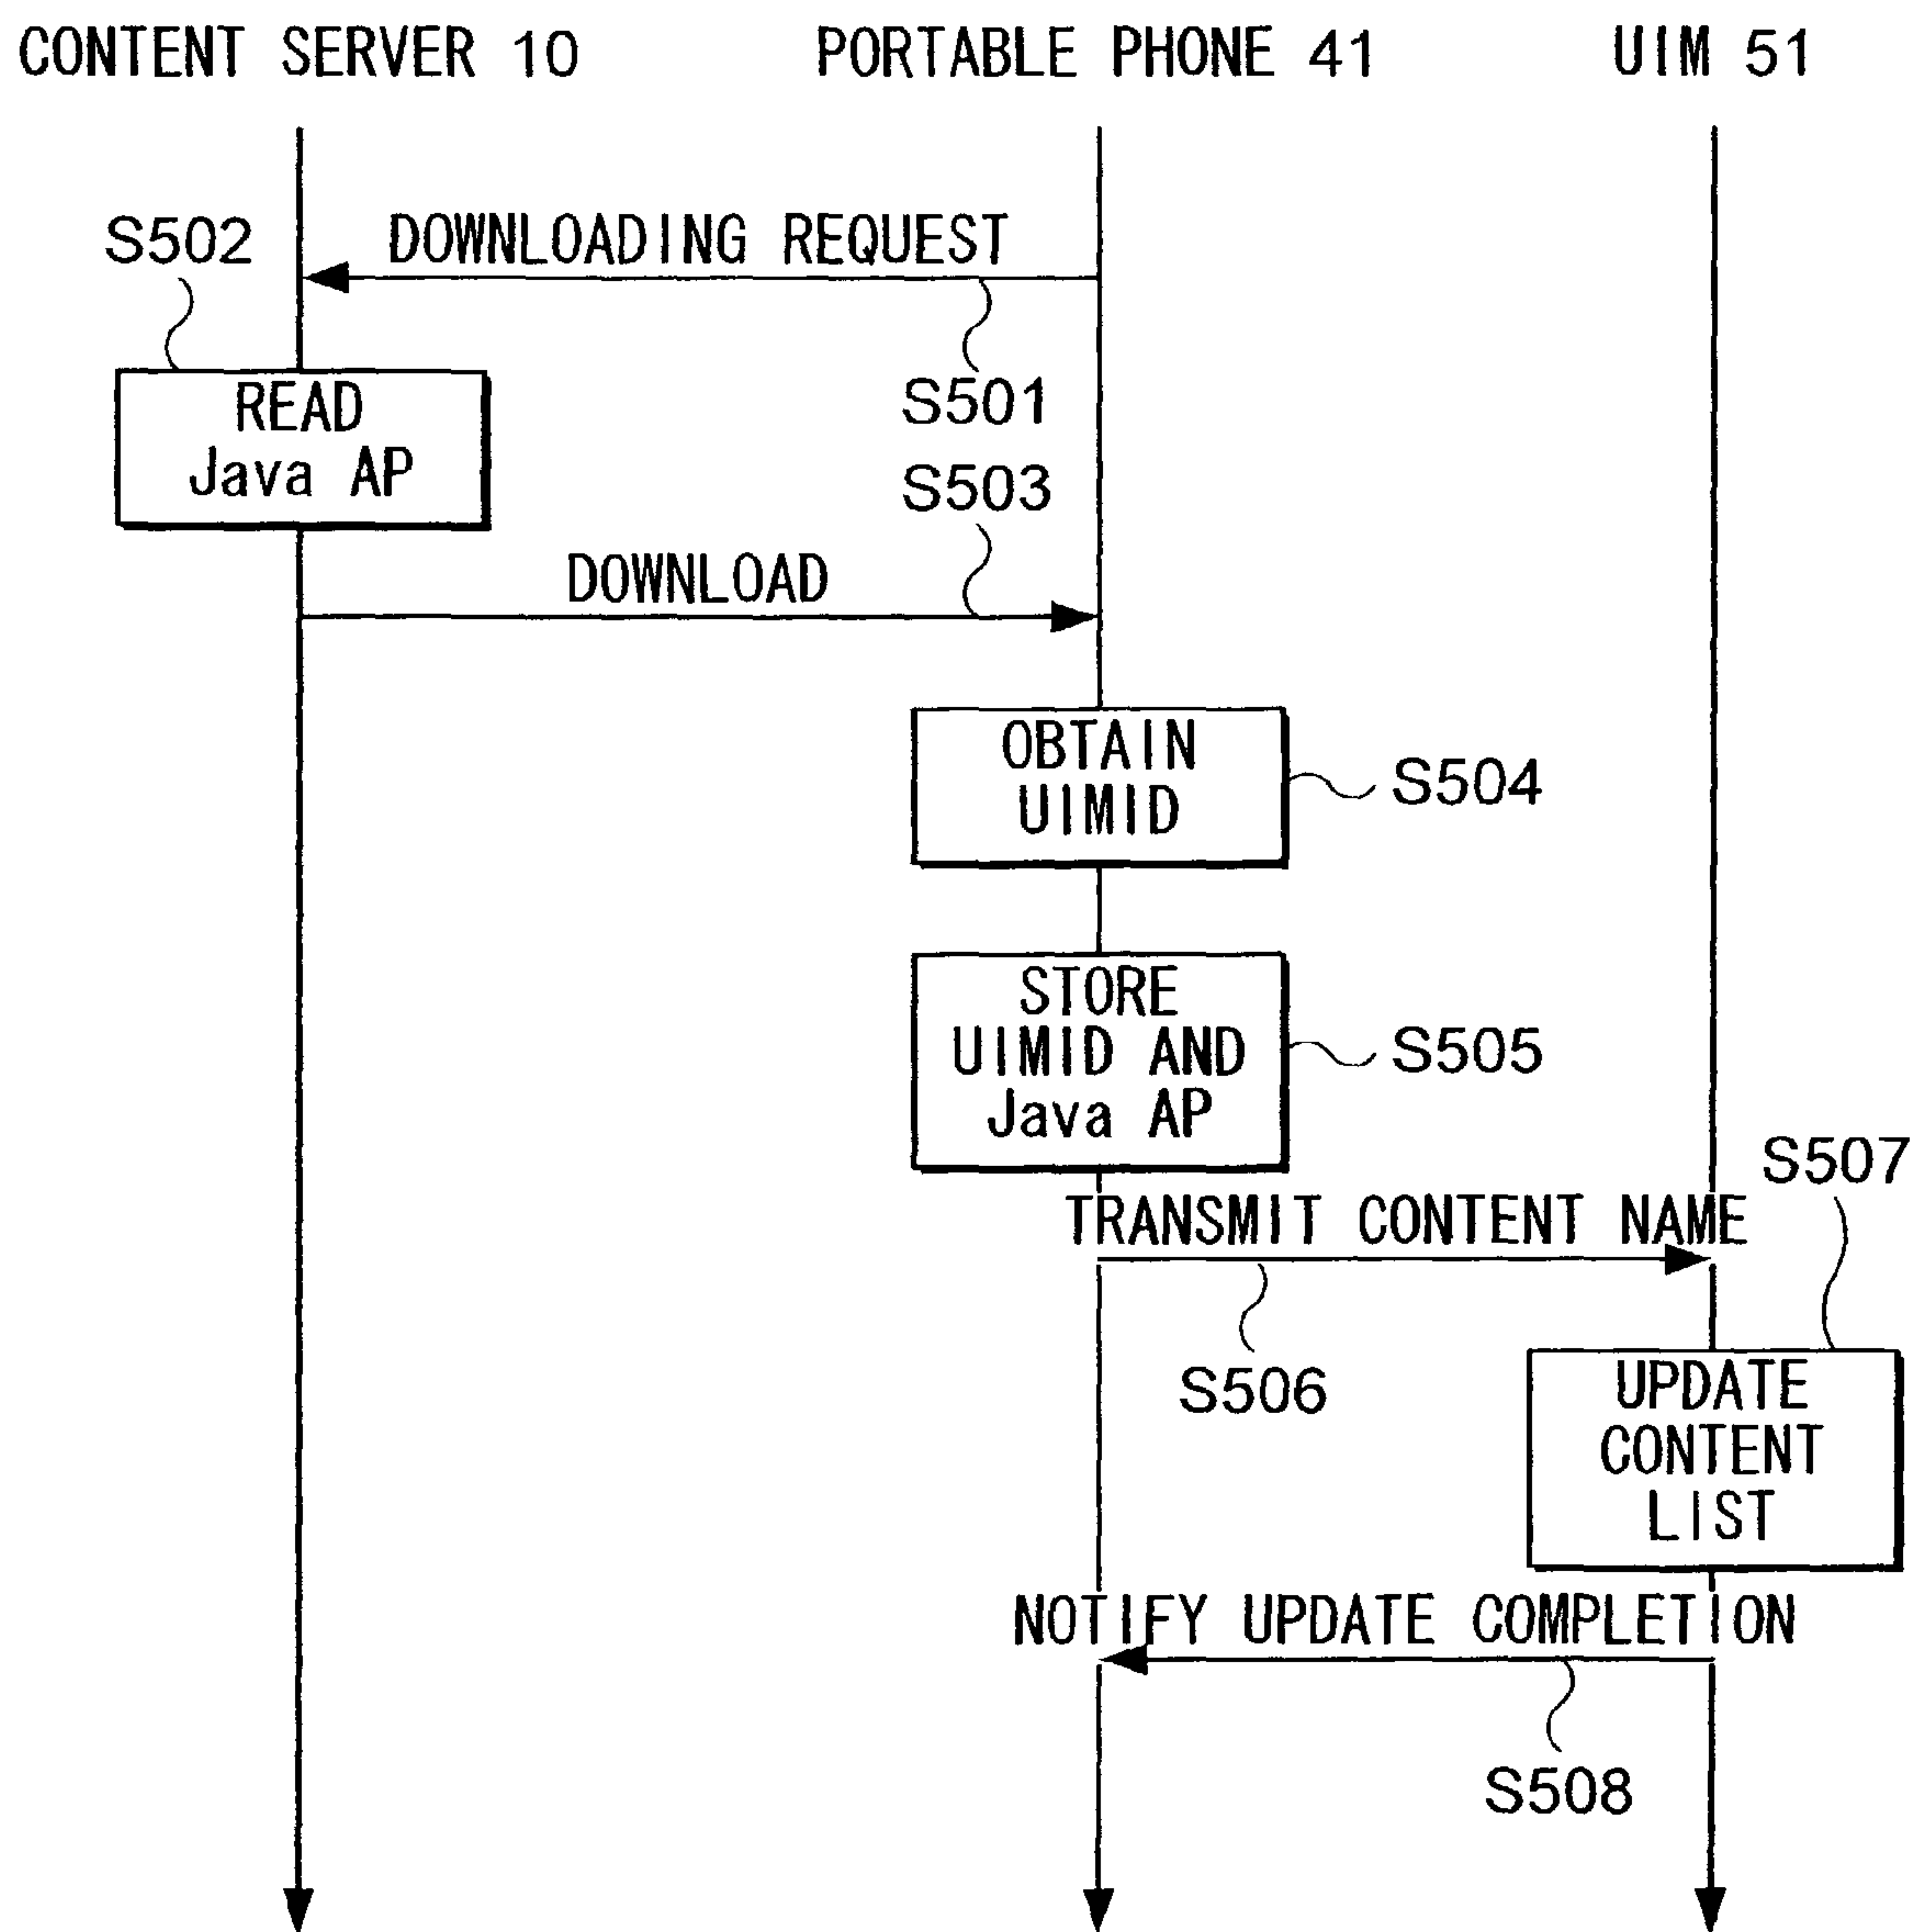 CONTENT SERVER 10
PORTABLE PHONE 41
UIM 51
S502
DOWNLOADING REQUEST
READ
Java AP
S501
S503
DOWNLOAD
OBTAIN
UIMID
S504
STORE
UIMID AND
Java AP
S505
S507
TRANSMIT CONTENT NAME
S506
UPDATE
CONTENT
LIST
NOTIFY UPDATE COMPLETION
S508